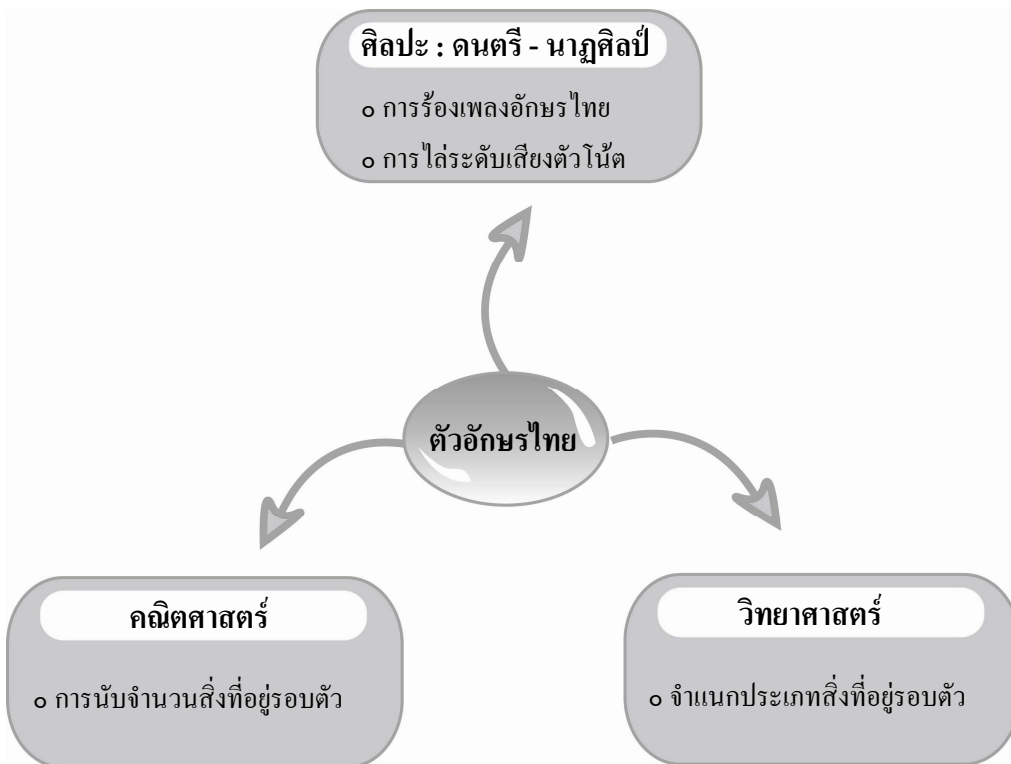 ศิลปะ : ดนตรี - นาฏศิลป์
๐ การร้องเพลงอักษรไทย
๐ การไล่ระดับเสียงตัวโน้ต
ตัวอักษรไทย
คณิตศาสตร์
๐ การนับจำนวนสิ่งที่อยู่รอบตัว
วิทยาศาสตร์
๐ จำแนกประเภทสิ่งที่อยู่รอบตัว